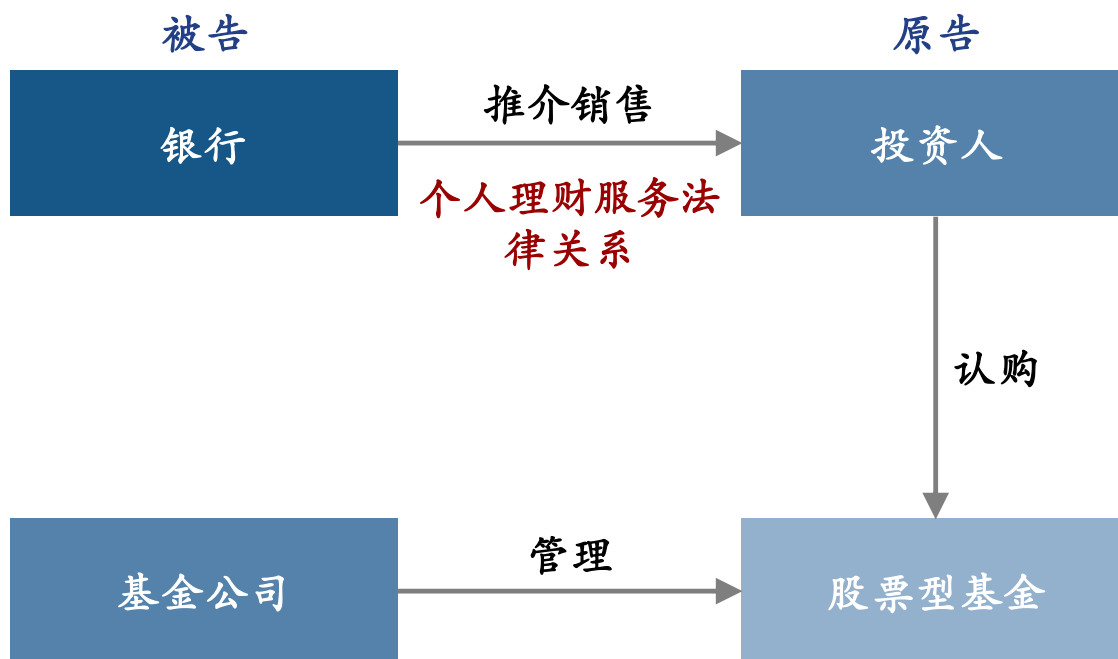 被告
原告
银行
推介销售
投资人
个人理财服务法
律关系
认购
基金公司
管理
股票型基金